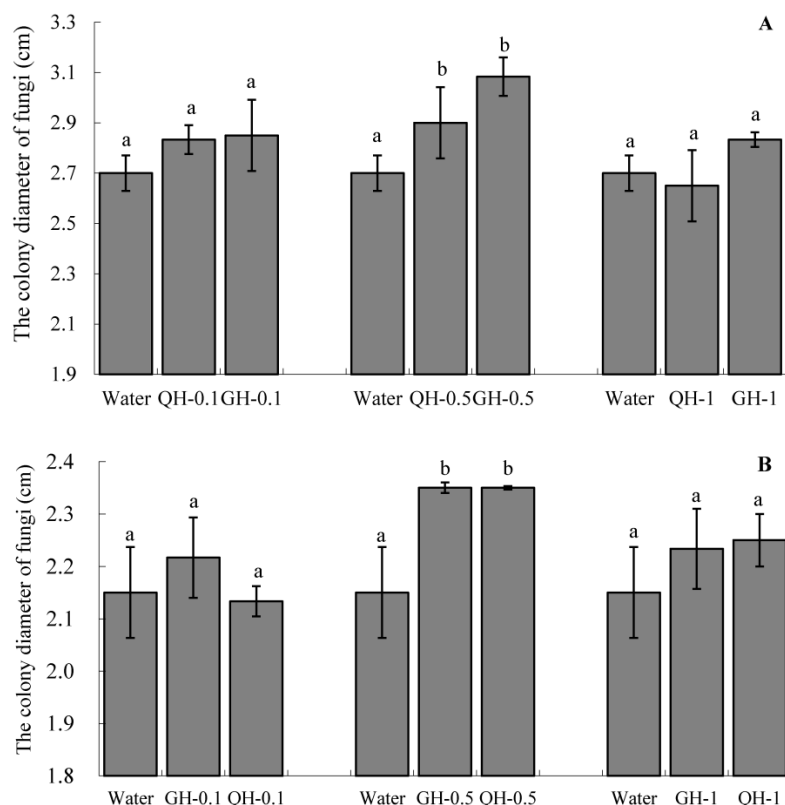 A
The colony diameter of fungi (cm)
3.3
3.1
2.9
2.7
2.5
2.3
2.1
1.9
a a a
a b b
a a a
Water QH-0.1 GH-0.1 Water QH-0.5 GH-0.5 Water QH-1 GH-1
B
The colony diameter of fungi (cm)
2.4
2.3
2.2
2.1
2.0
1.9
1.8
a a a
a b b
a a a
Water GH-0.1 QH-0.1 Water GH-0.5 QH-0.5 Water GH-1 QH-1